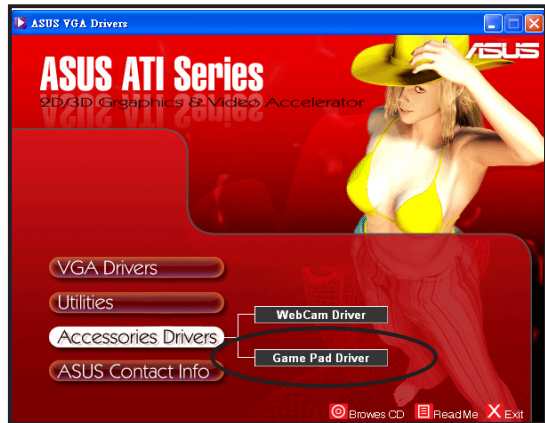 ASUS VGA Drivers
ASUS
ASUS ATI Series
2D/3D Grgaphics & Video Accelerator
VGA Drivers
Utilities
Accessories Drivers
WebCam Driver
Game Pad Driver
ASUS Contact Info
Browes CD
ReadMe
Exit